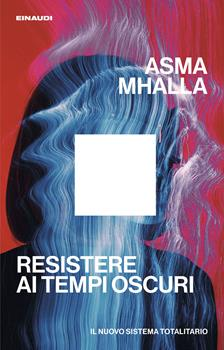 EINAUDI
ASMA
MHALLA
RESISTERE
AI TEMPI OSCURI
IL NUOVO SISTEMA TOTALITARIO